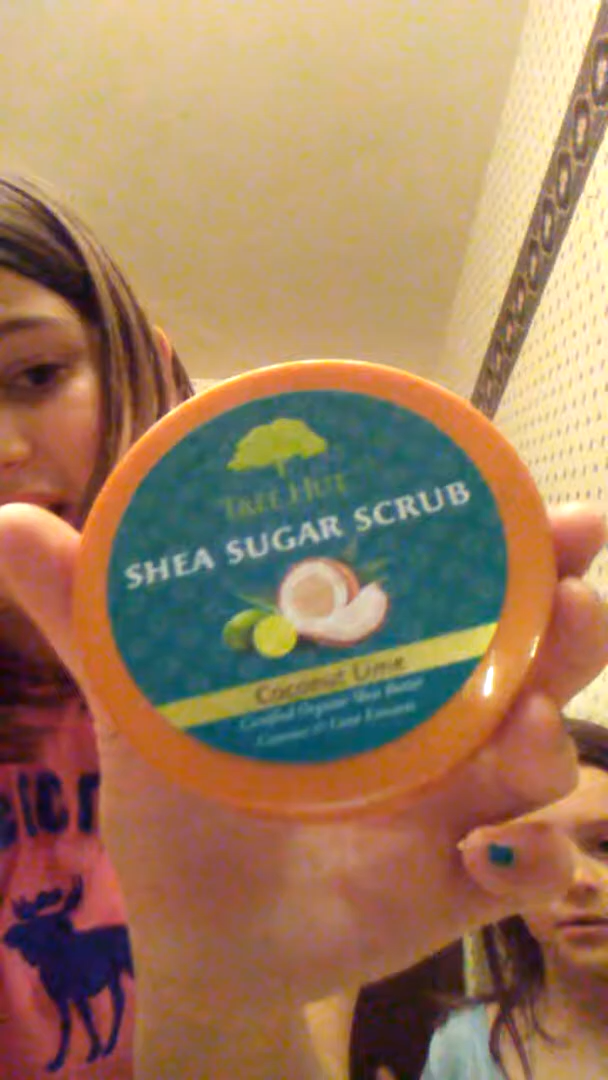 TREE HUT
SHEA SUGAR SCRUB
Coconut Lime
Certified Organic Shea Butter
Coconut & Lime Extracts